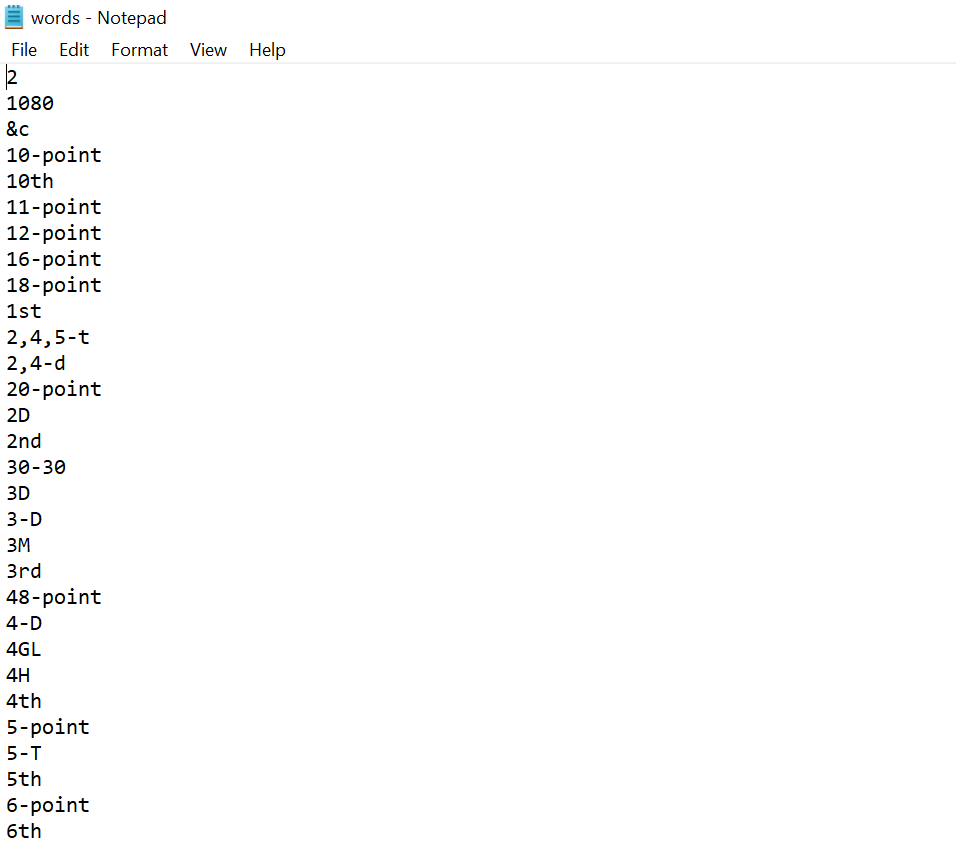 words - Notepad
File Edit Format View Help
2
1080
&c
10-point
10th
11-point
12-point
16-point
18-point
1st
2,4,5-t
2,4-d
20-point
2D
2nd
30-30
3D
3-D
3M
3rd
48-point
4-D
4GL
4H
4th
5-point
5-T
5th
6-point
6th